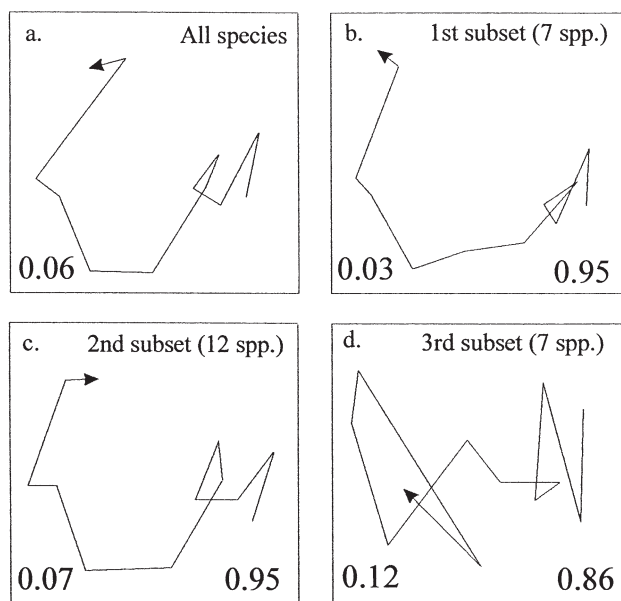 a. All species
0.06
b. 1st subset (7 spp.)
0.03 0.95
c. 2nd subset (12 spp.)
0.07 0.95
d. 3rd subset (7 spp.)
0.12 0.86